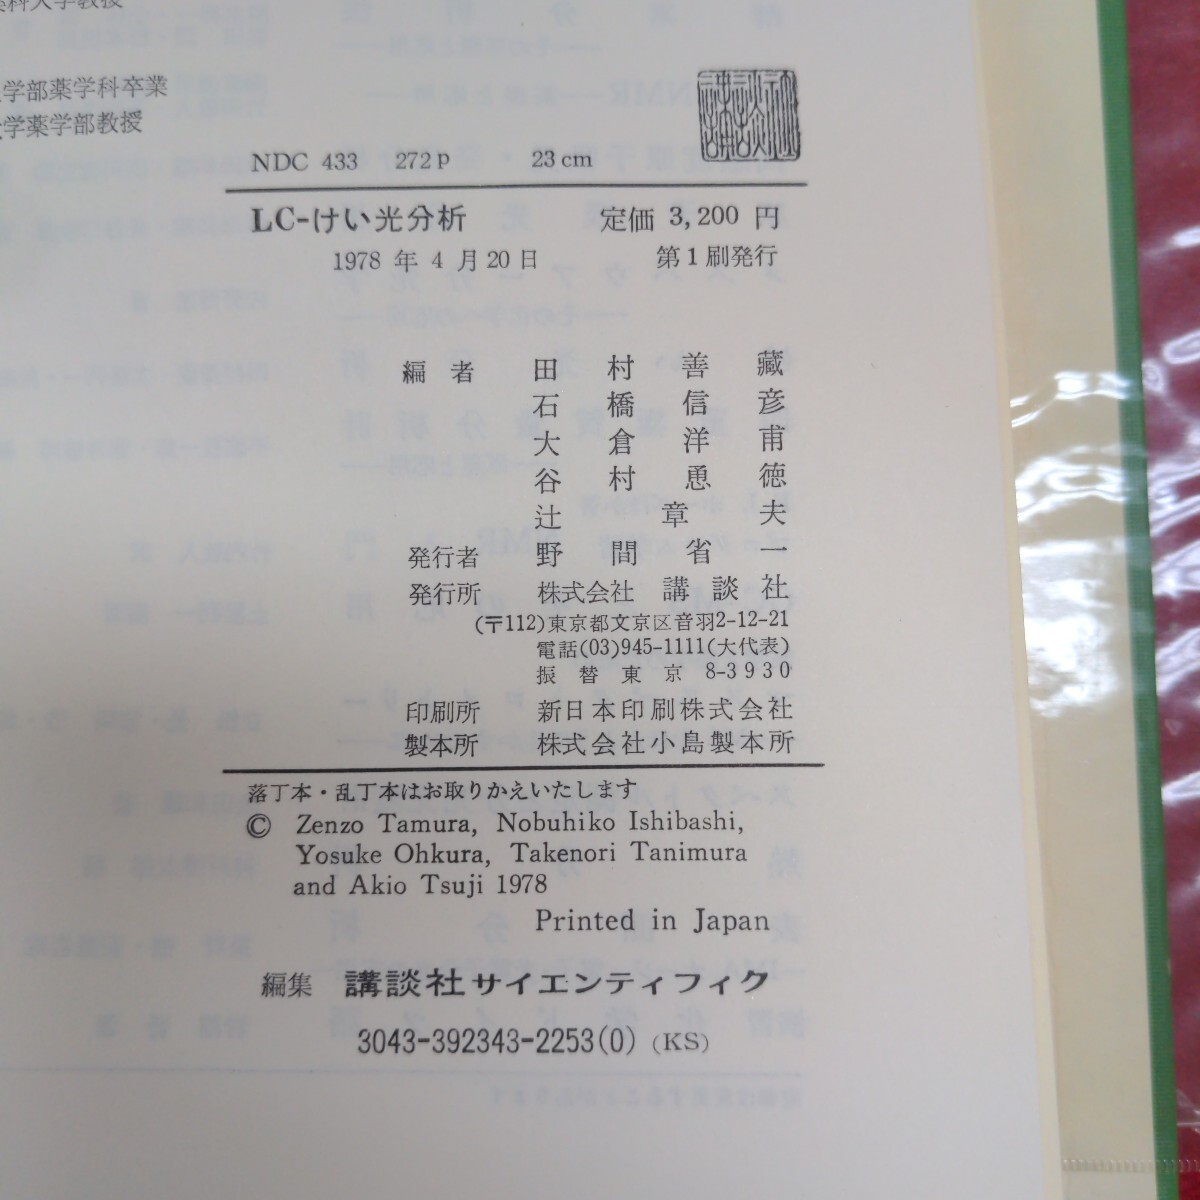 薬科大学教授
学部薬学科卒業
学薬学部教授
NDC 433 272p 23cm
LC-けい光分析 定価 3,200 円
1978 年 4 月 20 日 第1刷発行
編者 田村善藏
石橋信彦
大倉洋甫
谷村恿徳
辻章夫
発行者 野間省一
発行所 株式会社 講談社
(〒112)東京都文京区音羽2-12-21
電話(03)945-1111(大代表)
振替東京 8-3930
印刷所 新日本印刷株式会社
製本所 株式会社小島製本所
落丁本・乱丁本はお取りかえいたします
© Zenzo Tamura, Nobuhiko Ishibashi,
Yosuke Ohkura, Takenori Tanimura
and Akio Tsuji 1978
Printed in Japan
編集 講談社サイエンティフィク
3043-392343-2253(0) (KS)